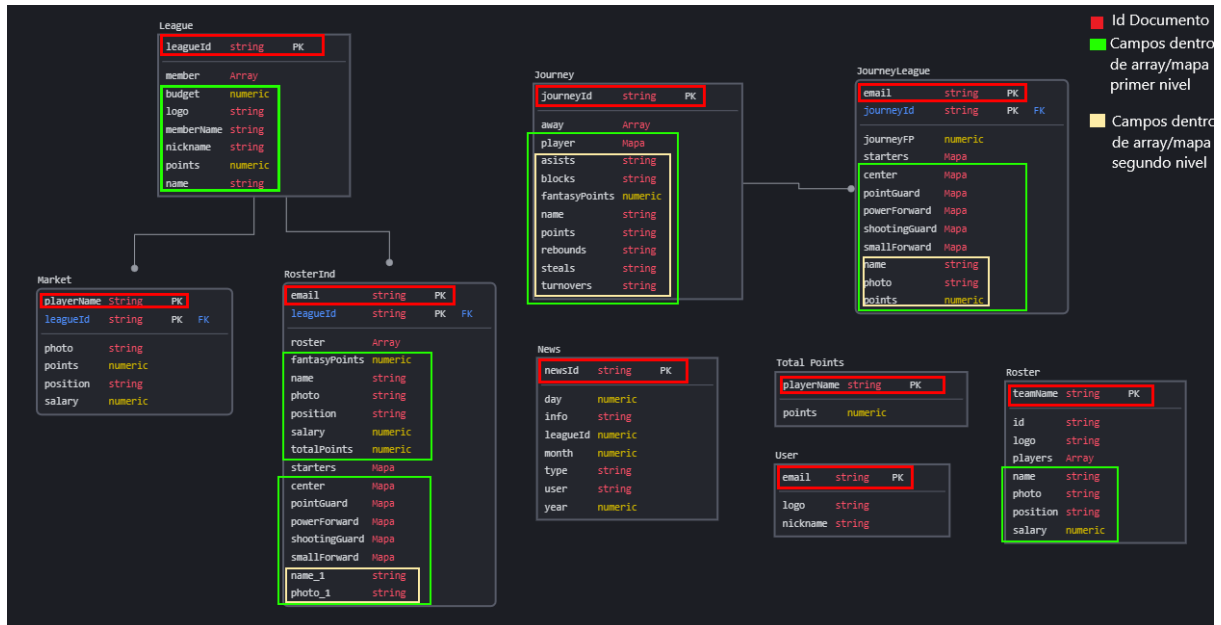 League
leagueId string PK
member Array
budget numeric
logo string
memberName string
nickname string
points numeric
name string
Market
playerName String PK
leagueId string PK FK
photo string
points numeric
position string
salary numeric
RosterInd
email string PK
leagueId string PK FK
roster Array
fantasyPoints numeric
name string
photo string
position string
salary numeric
totalPoints numeric
starters Mapa
center Mapa
pointGuard Mapa
powerForward Mapa
shootingGuard Mapa
smallForward Mapa
name_1 string
photo_1 string
Journey
journeyId string PK
away Array
player Mapa
asists string
blocks string
fantasyPoints numeric
name string
points string
rebounds string
steals string
turnovers string
JourneyLeague
email string PK
journeyId string PK FK
journeyFP numeric
starters Mapa
center Mapa
pointGuard Mapa
powerForward Mapa
shootingGuard Mapa
smallForward Mapa
name string
photo string
points numeric
Id Documento
Campos dentro
de array/mapa
primer nivel
Campos dentro
de array/mapa
segundo nivel
News
newsId string PK
day numeric
info string
leagueId numeric
month numeric
type string
user string
year numeric
Total Points
playerName string PK
points numeric
User
email string PK
logo string
nickname string
Roster
teamName string PK
id string
logo string
players Array
name string
photo string
position string
salary numeric